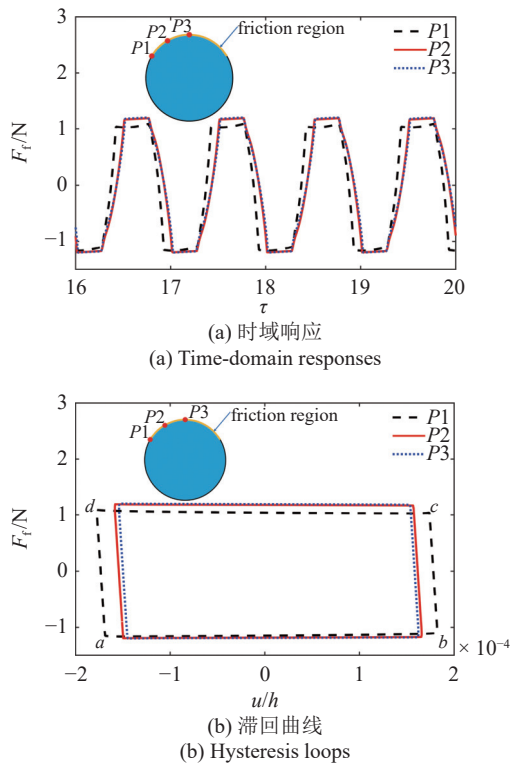 3
P3
P2
P1
friction region
P1
P2
P3
2
1
0
−1
F_f/N
16
17
18
19
20
τ
(a) 时域响应
(a) Time-domain responses
3
P3
P2
P1
friction region
P1
P2
P3
2
d
c
1
0
−1
a
b
F_f/N
× 10⁻⁴
−2
−1
0
1
2
u/h
(b) 滞回曲线
(b) Hysteresis loops